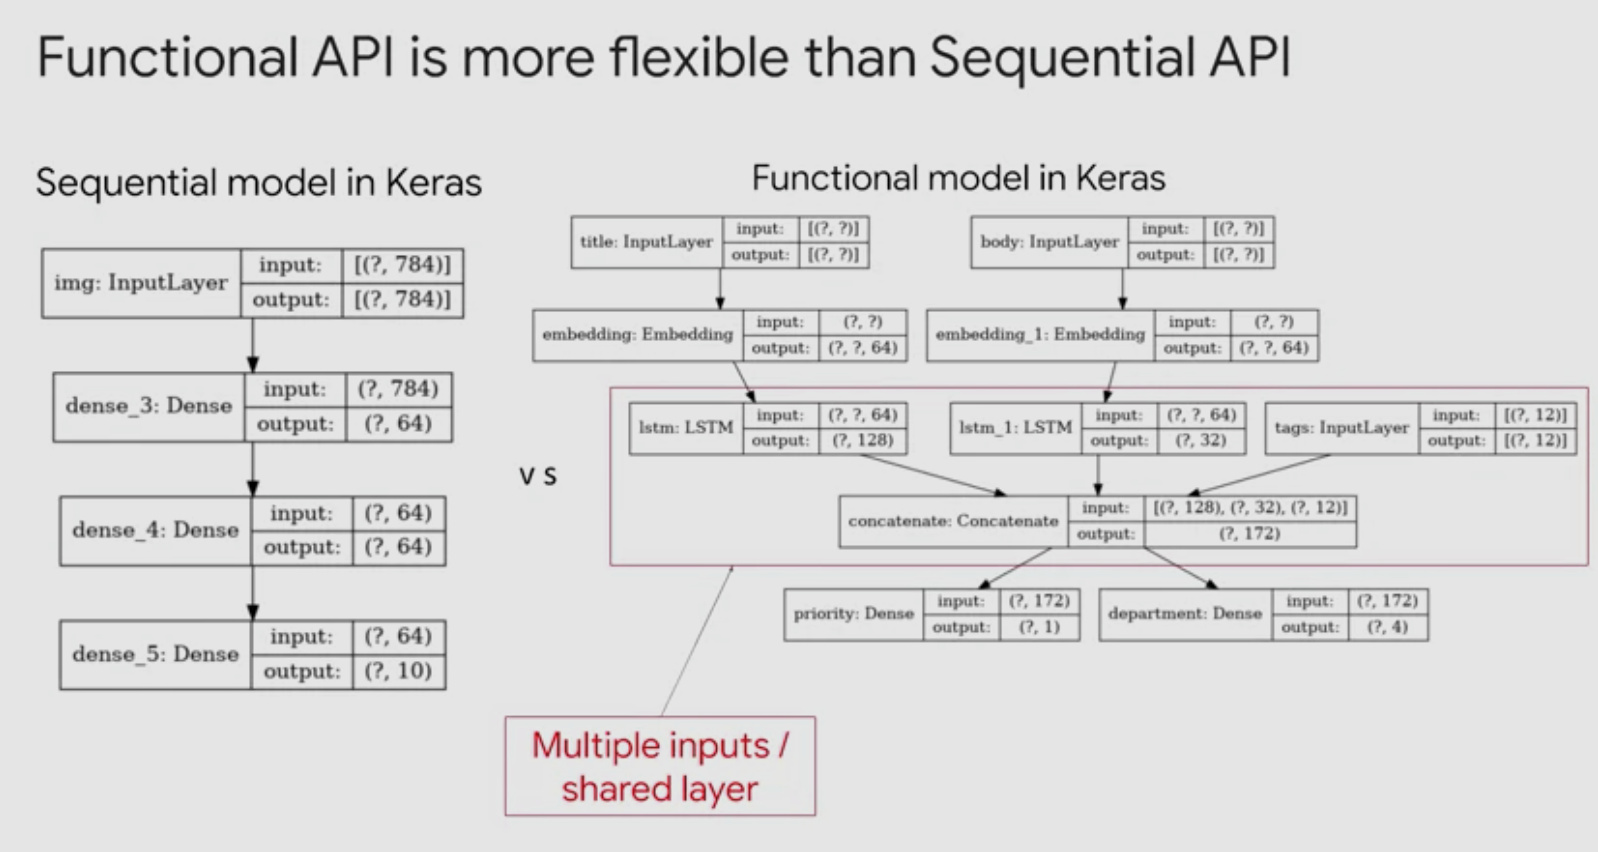 Functional API is more flexible than Sequential API
Sequential model in Keras
img: InputLayer
input: [(?, 784)]
output: [(?, 784)]
dense_3: Dense
input: (?, 784)
output: (?, 64)
dense_4: Dense
input: (?, 64)
output: (?, 64)
dense_5: Dense
input: (?, 64)
output: (?, 10)
v s
Functional model in Keras
title: InputLayer
input: [(?, ?)]
output: [(?, ?)]
body: InputLayer
input: [(?, ?)]
output: [(?, ?)]
embedding: Embedding
input: (?, ?)
output: (?, ?, 64)
embedding_1: Embedding
input: (?, ?)
output: (?, ?, 64)
lstm: LSTM
input: (?, ?, 64)
output: (?, 128)
lstm_1: LSTM
input: (?, ?, 64)
output: (?, 32)
tags: InputLayer
input: [(?, 12)]
output: [(?, 12)]
concatenate: Concatenate
input: [(?, 128), (?, 32), (?, 12)]
output: (?, 172)
priority: Dense
input: (?, 172)
output: (?, 1)
department: Dense
input: (?, 172)
output: (?, 4)
Multiple inputs /
shared layer